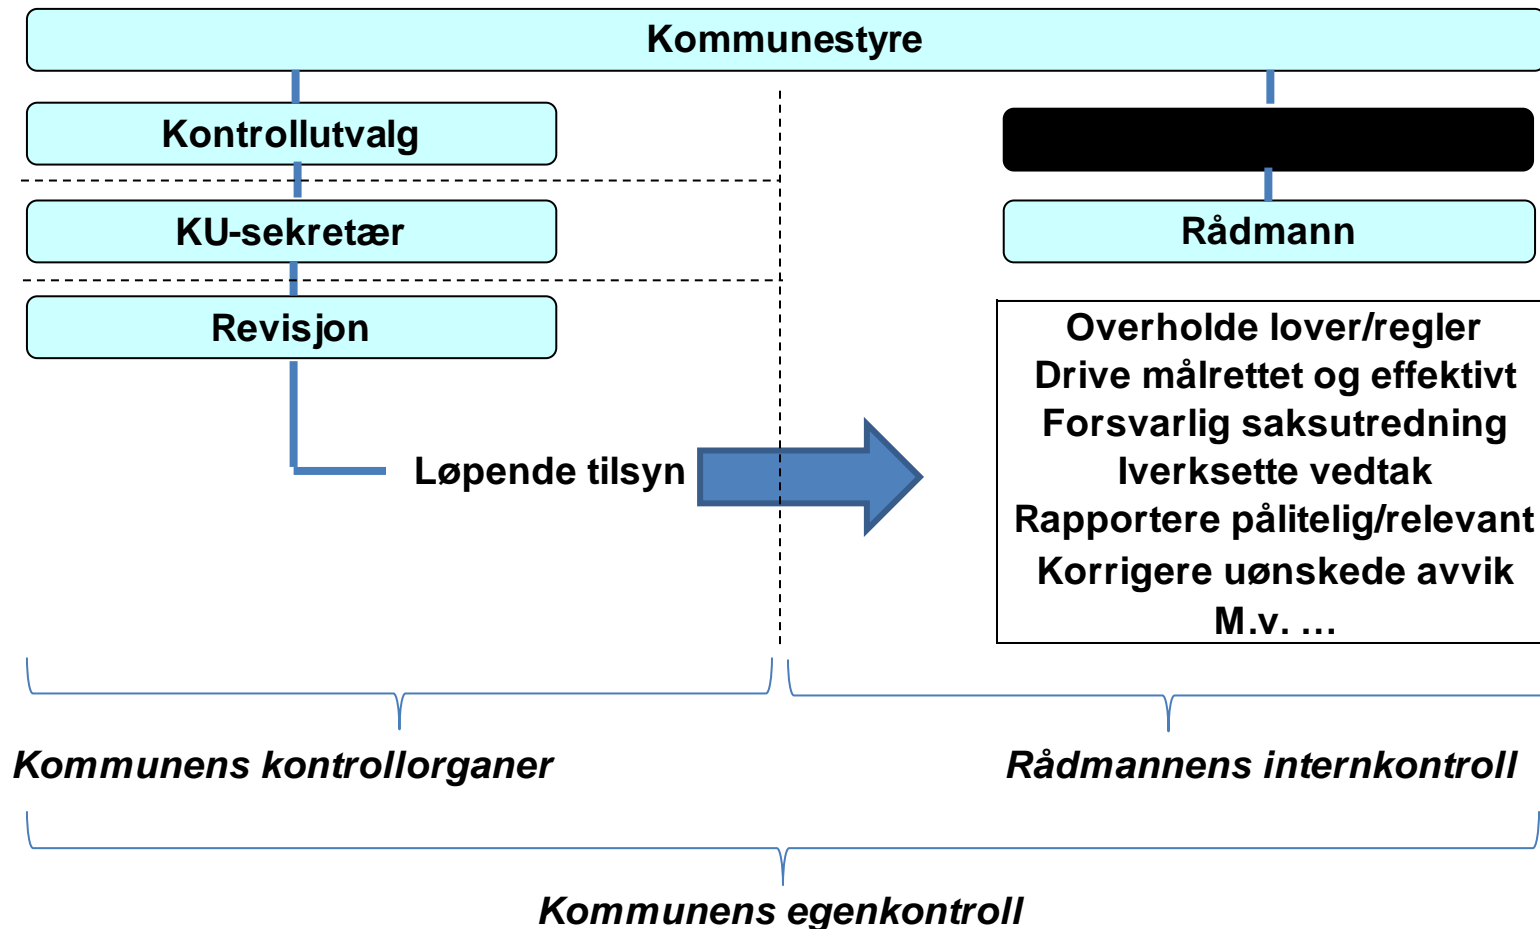 Kommunestyre
Kontrollutvalg
KU-sekretær
Rådmann
Revisjon
Løpende tilsyn
Overholde lover/regler
Drive målrettet og effektivt
Forsvarlig saksutredning
Iverksette vedtak
Rapportere pålitelig/relevant
Korrigere uønskede avvik
M.v. …
Kommunens kontrollorganer
Rådmannens internkontroll
Kommunens egenkontroll